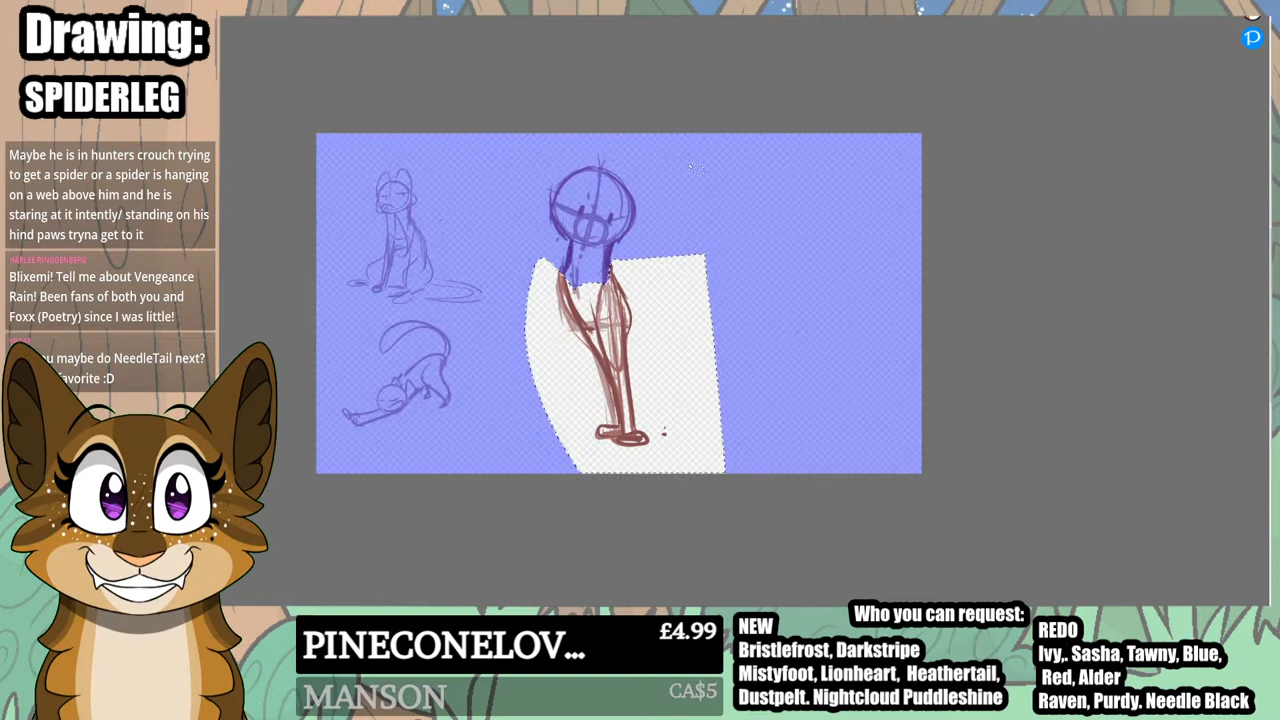 Drawing:
SPIDERLEG
Maybe he is in hunters crouch trying
to get a spider or a spider is hanging
on a web above him and he is
staring at it intently/ standing on his
hind paws tryna get to it
HARLEE RINGGENBERG
Blixemi! Tell me about Vengeance
Rain! Been fans of both you and
Foxx (Poetry) since I was little!
u maybe do NeedleTail next?
favorite :D
PINECONELOV...
£4.99
MANSON
CA$5
Who you can request:
NEW
Bristlefrost, Darkstripe
Mistyfoot, Lionheart, Heathertail,
Dustpelt. Nightcloud Puddleshine
REDO
Ivy,. Sasha, Tawny, Blue,
Red, Alder
Raven, Purdy. Needle Black